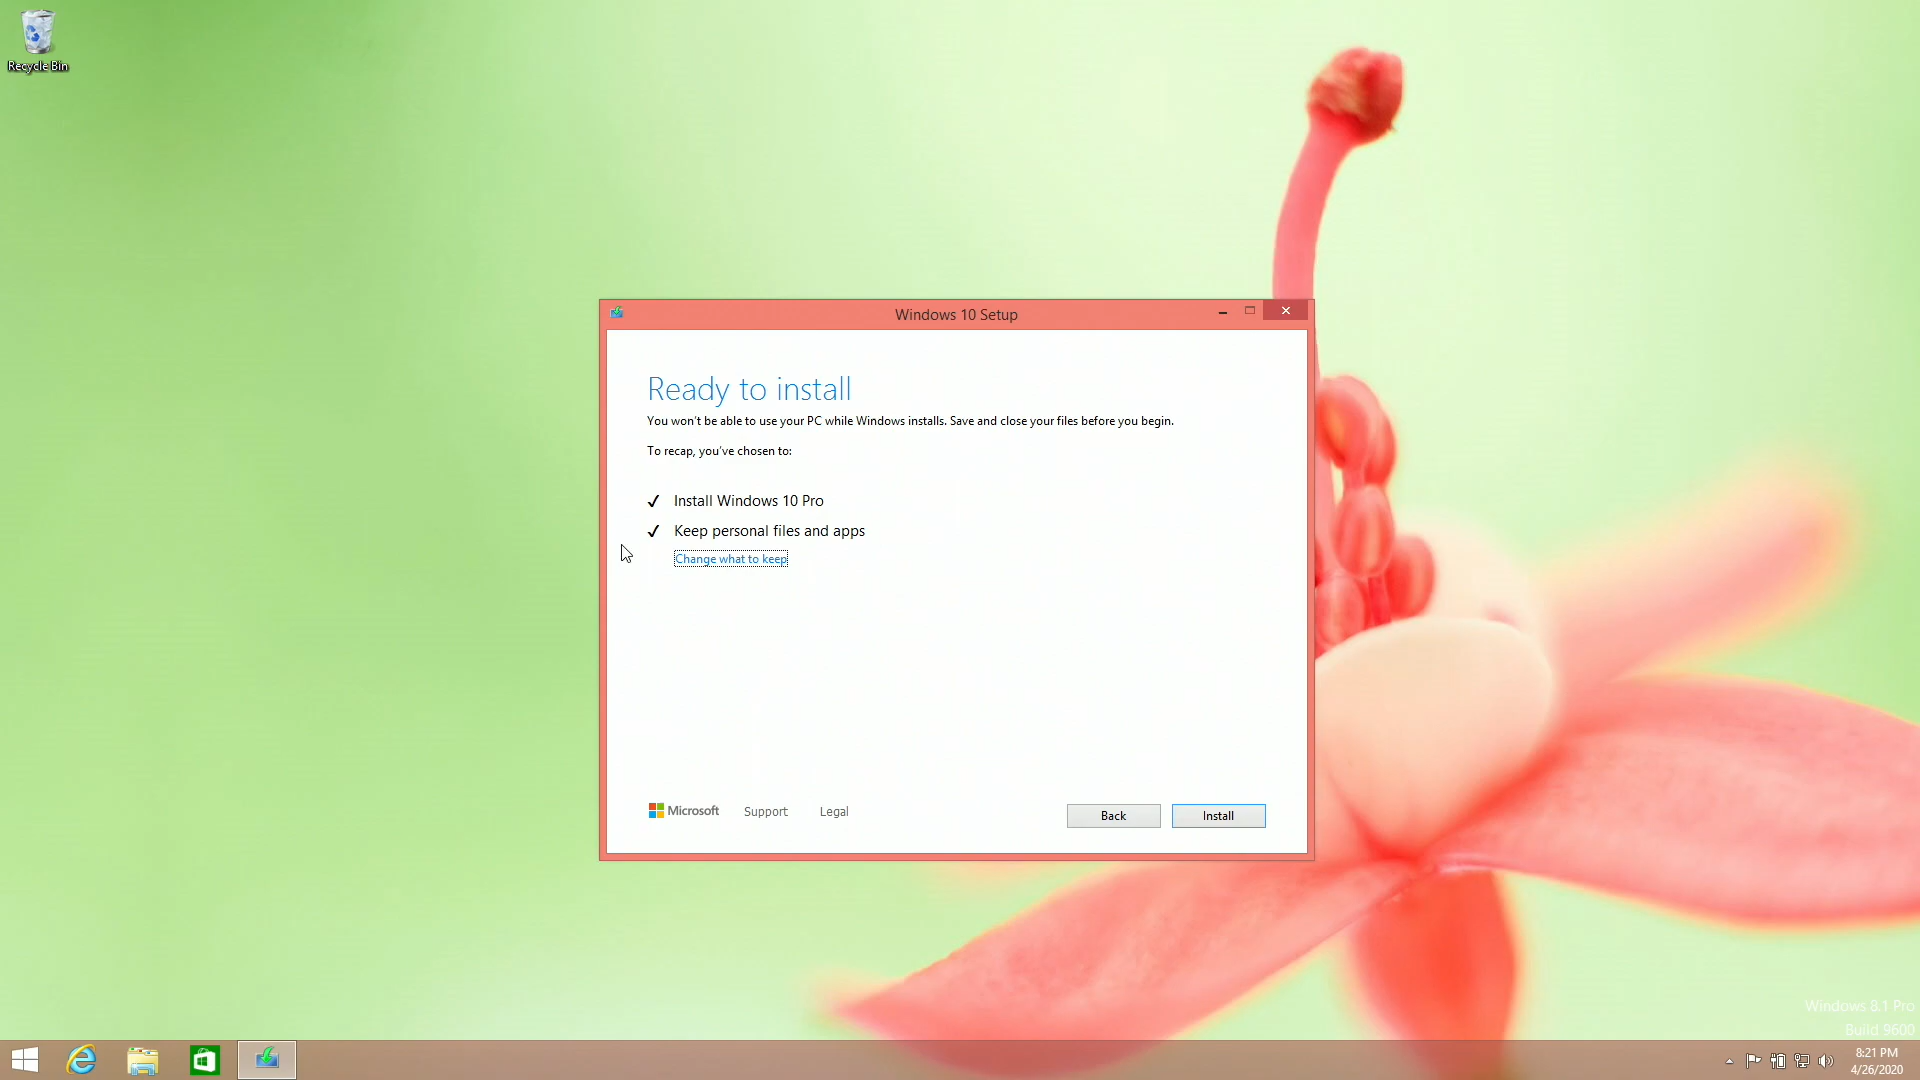 Recycle Bin
Windows 10 Setup
Ready to install
You won't be able to use your PC while Windows installs. Save and close your files before you begin.
To recap, you've chosen to:
✓ Install Windows 10 Pro
✓ Keep personal files and apps
Change what to keep
Microsoft Support Legal Back Install
Windows 8.1 Pro
Build 9600
8:21 PM
4/26/2020